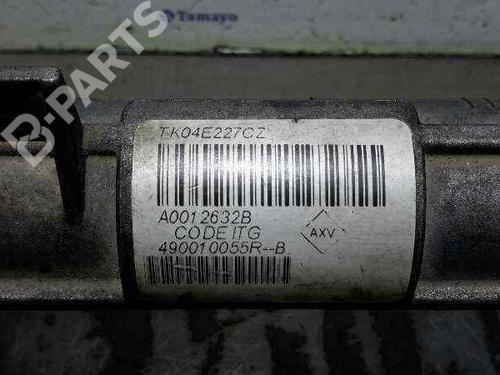 Tamayo
TK04E227CZ
A0012632B
CODE ITG
AXV
490010055R--B
B-PARTS